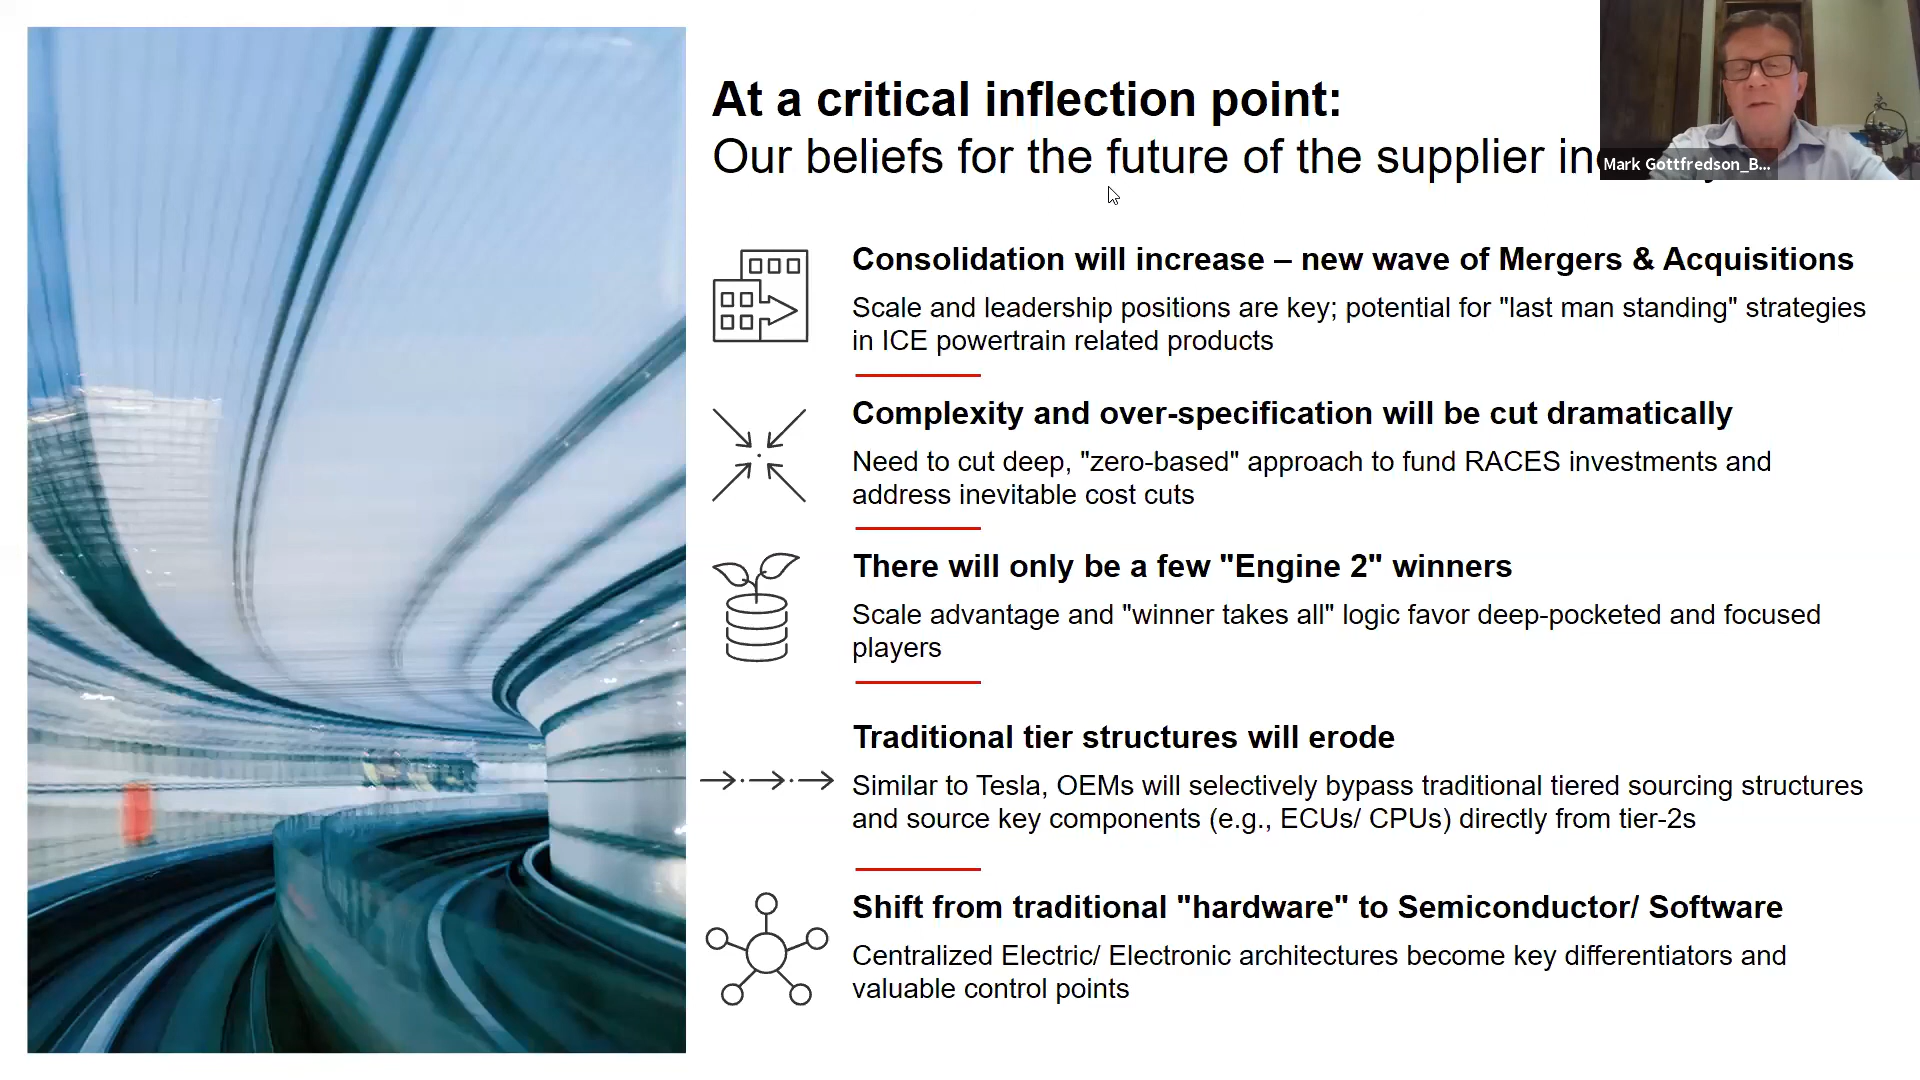 At a critical inflection point:
Our beliefs for the future of the supplier
Mark Gottfredson_B...
Consolidation will increase – new wave of Mergers & Acquisitions
Scale and leadership positions are key; potential for "last man standing" strategies
in ICE powertrain related products
Complexity and over-specification will be cut dramatically
Need to cut deep, "zero-based" approach to fund RACES investments and
address inevitable cost cuts
There will only be a few "Engine 2" winners
Scale advantage and "winner takes all" logic favor deep-pocketed and focused
players
Traditional tier structures will erode
Similar to Tesla, OEMs will selectively bypass traditional tiered sourcing structures
and source key components (e.g., ECUs/ CPUs) directly from tier-2s
Shift from traditional "hardware" to Semiconductor/ Software
Centralized Electric/ Electronic architectures become key differentiators and
valuable control points